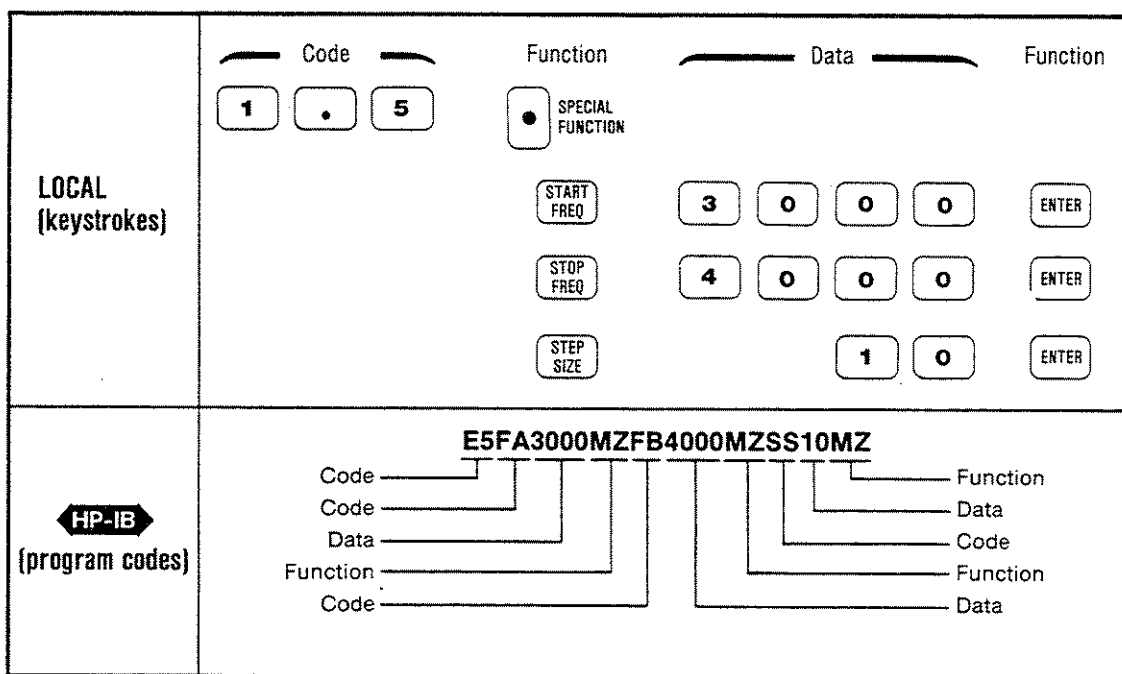 Code Function Data Function
1 . 5 • SPECIAL FUNCTION
LOCAL
(keystrokes)
START FREQ 3 0 0 0 ENTER
STOP FREQ 4 0 0 0 ENTER
STEP SIZE 1 0 ENTER
HP-IB
(program codes)
E5FA3000MZFB4000MZSS10MZ
Code Function
Code Data
Data Code
Function Function
Code Data